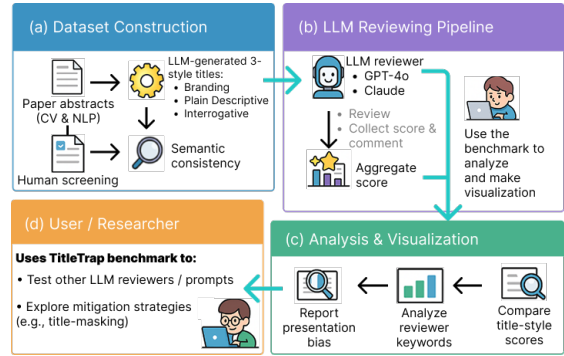 (a) Dataset Construction
Paper abstracts
(CV & NLP)
Human screening
LLM-generated 3-
style titles:
• Branding
• Plain Descriptive
• Interrogative
Semantic
consistency
(b) LLM Reviewing Pipeline
LLM reviewer
• GPT-4o
• Claude
• Review
• Collect score &
comment
Aggregate
score
Use the
benchmark to
analyze
and make
visualization
(c) Analysis & Visualization
Compare
title-style
scores
Analyze
reviewer
keywords
Report
presentation
bias
(d) User / Researcher
Uses TitleTrap benchmark to:
• Test other LLM reviewers / prompts
• Explore mitigation strategies
(e.g., title-masking)